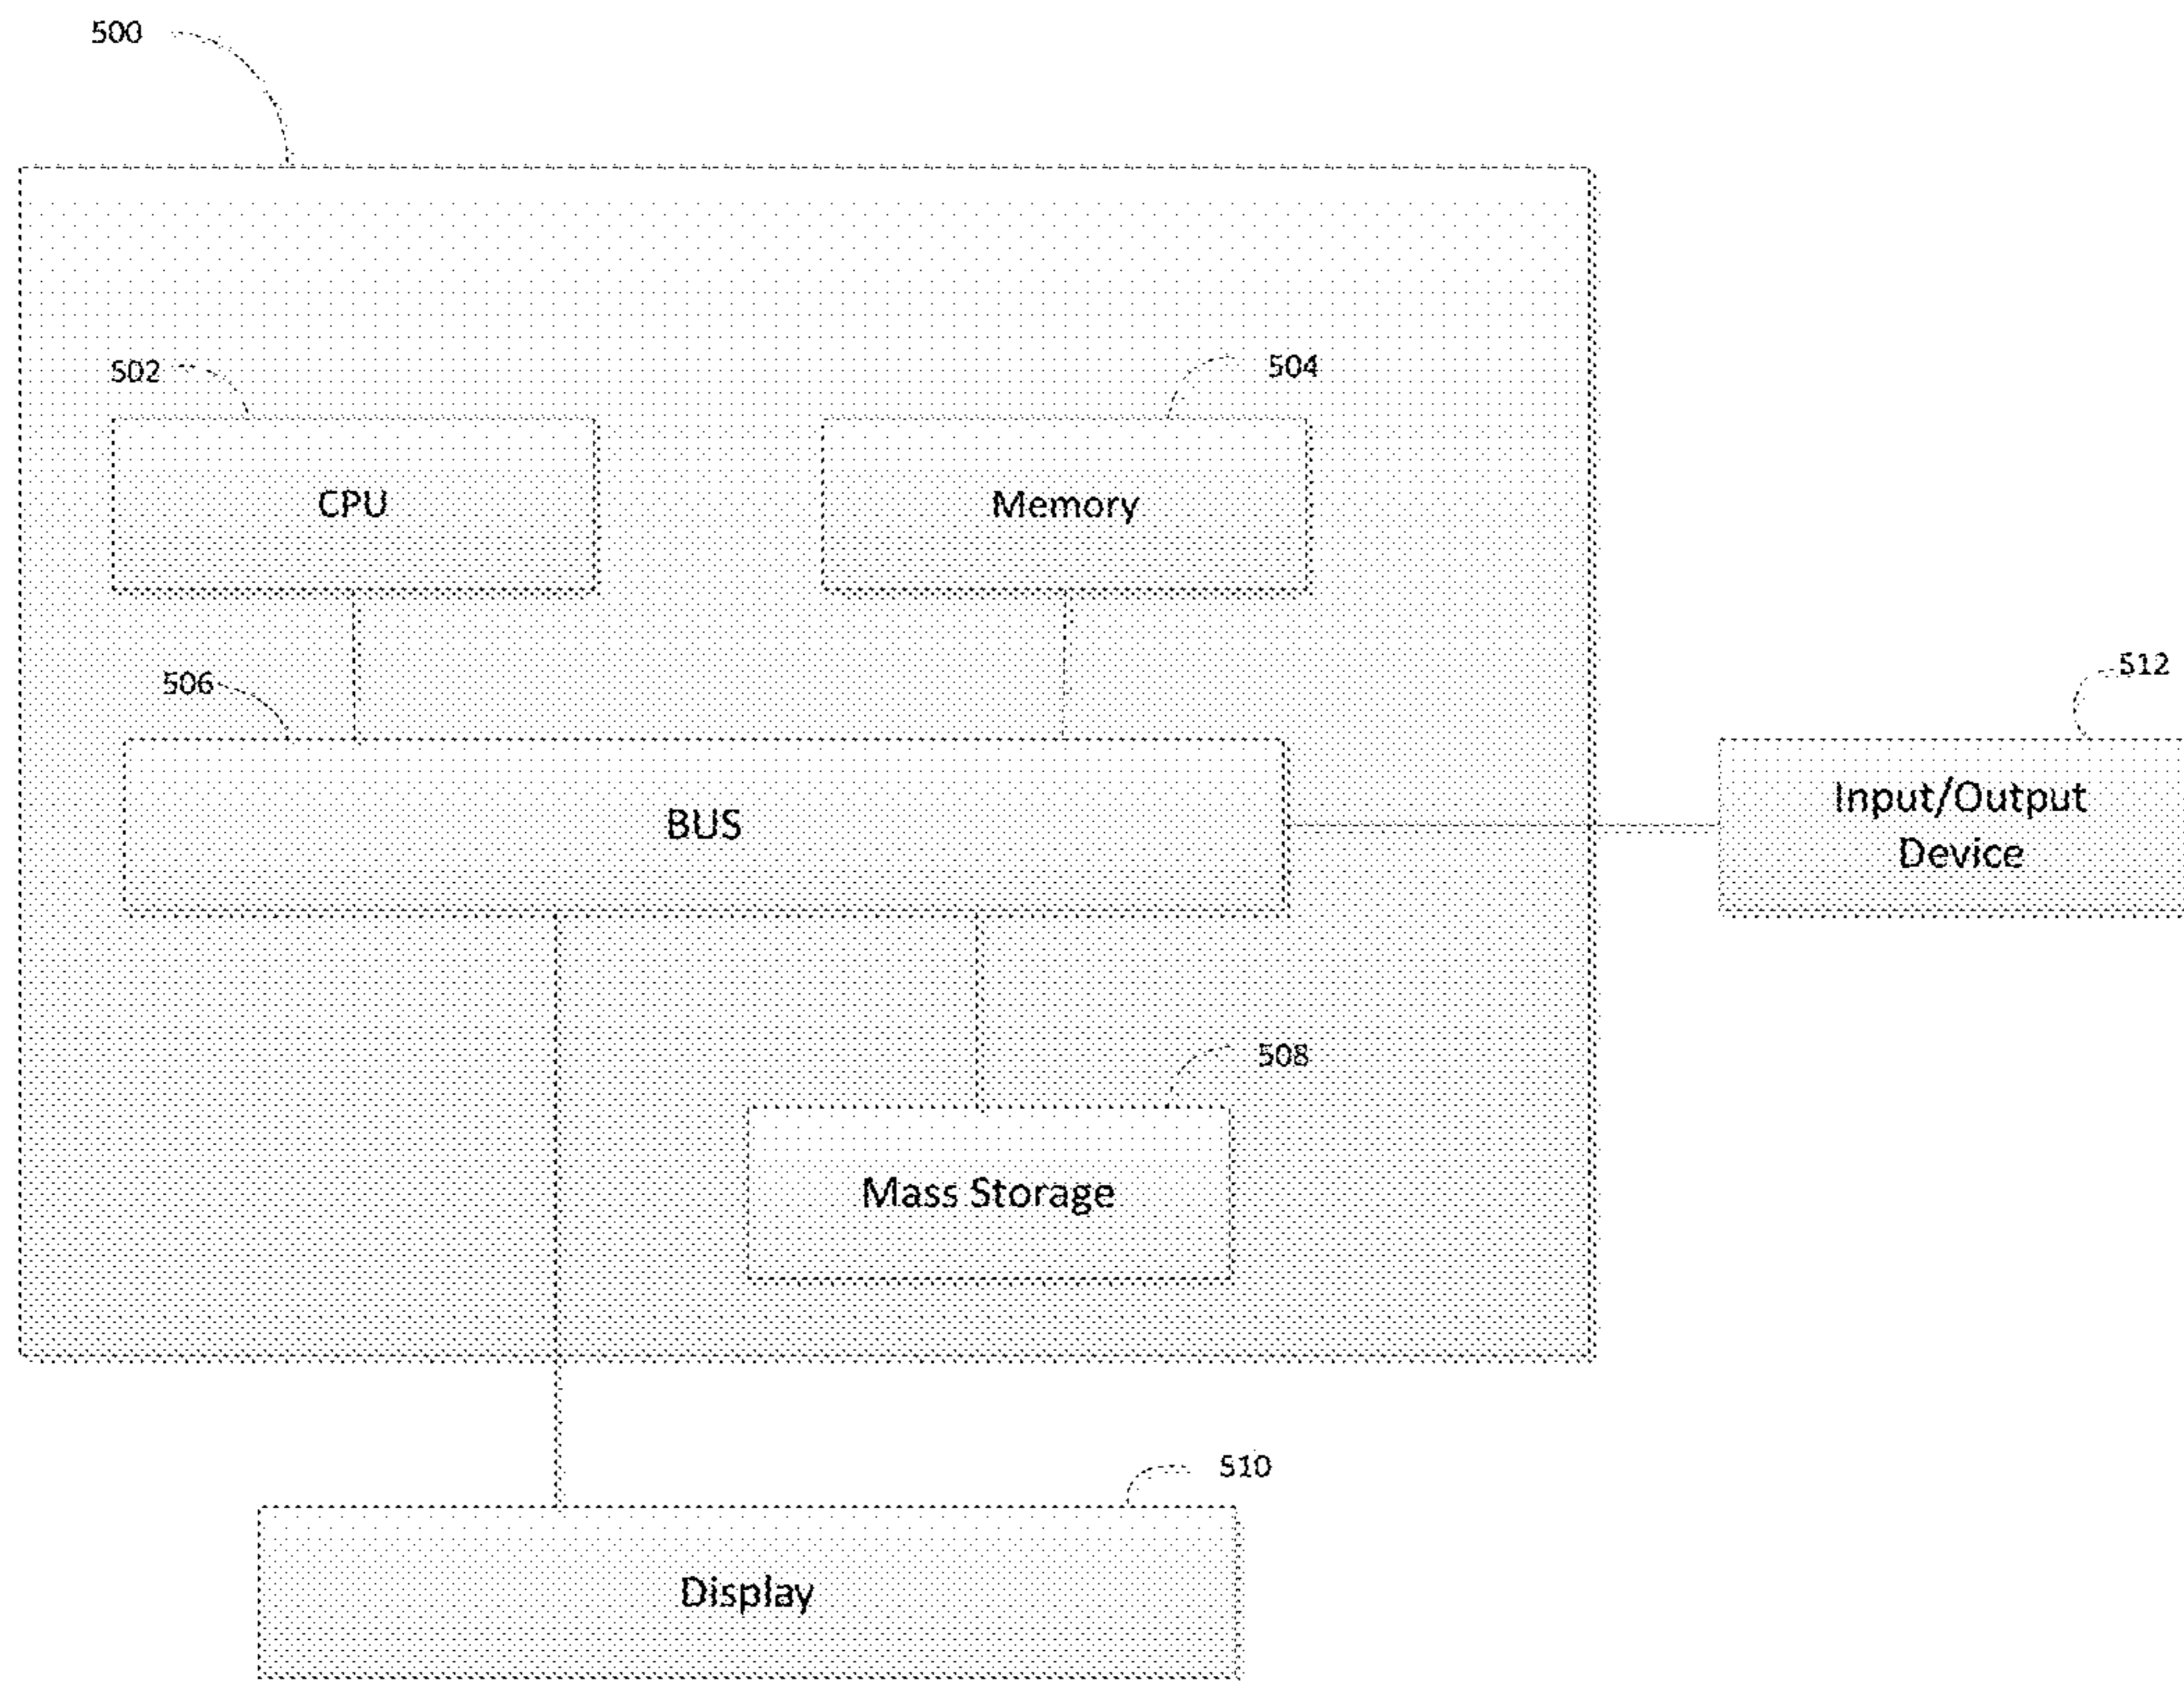 500
502
504
CPU
Memory
506
512
BUS
Input/Output
Device
508
Mass Storage
510
Display